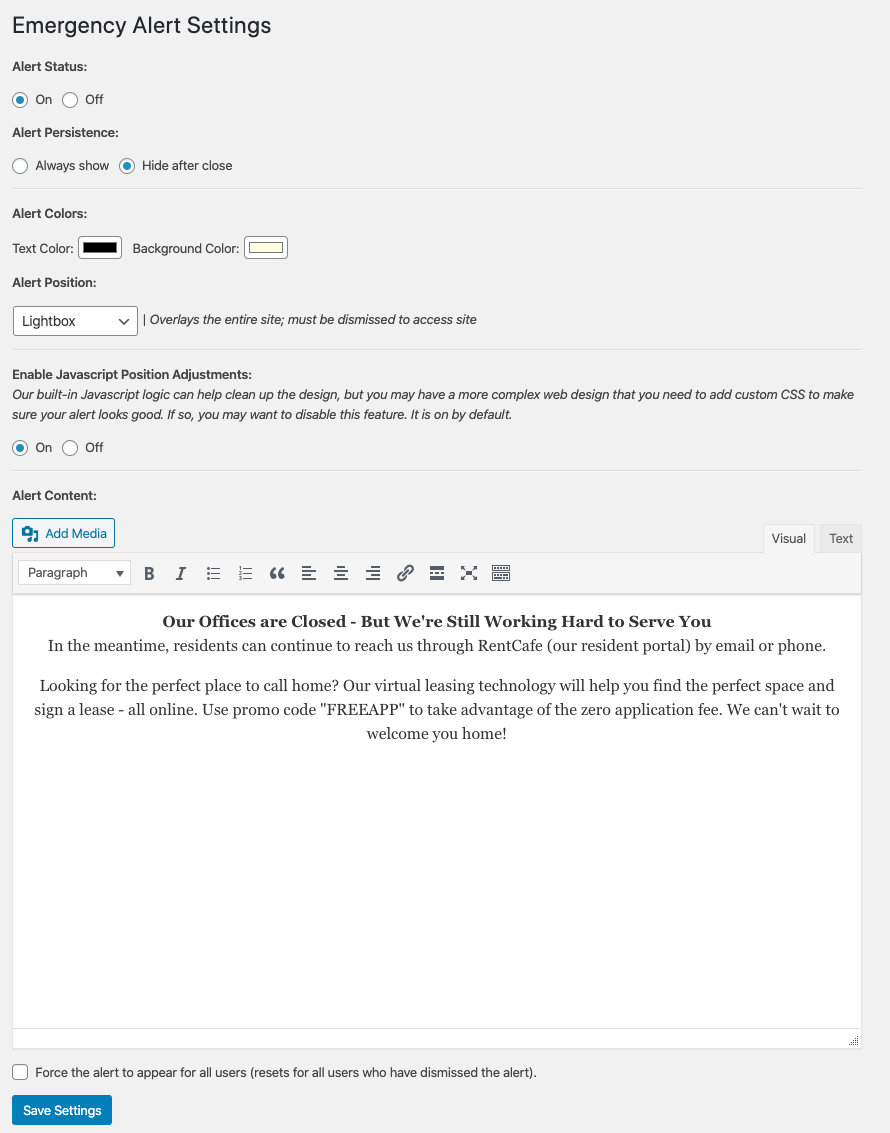 Emergency Alert Settings
Alert Status:
On Off
Alert Persistence:
Always show Hide after close
Alert Colors:
Text Color: Background Color:
Alert Position:
Lightbox | Overlays the entire site; must be dismissed to access site
Enable Javascript Position Adjustments:
Our built-in Javascript logic can help clean up the design, but you may have a more complex web design that you need to add custom CSS to make
sure your alert looks good. If so, you may want to disable this feature. It is on by default.
On Off
Alert Content:
Add Media
Visual Text
Paragraph B I
Our Offices are Closed - But We're Still Working Hard to Serve You
In the meantime, residents can continue to reach us through RentCafe (our resident portal) by email or phone.
Looking for the perfect place to call home? Our virtual leasing technology will help you find the perfect space and
sign a lease - all online. Use promo code "FREEAPP" to take advantage of the zero application fee. We can't wait to
welcome you home!
Force the alert to appear for all users (resets for all users who have dismissed the alert).
Save Settings